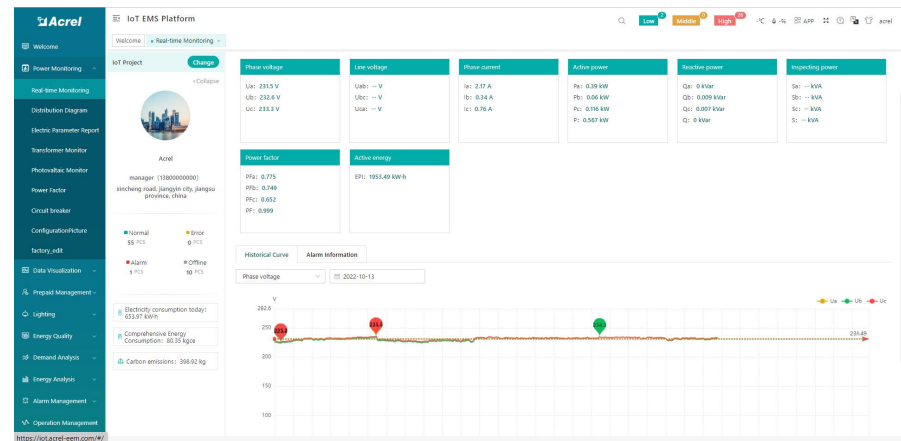 Acrel
IoT EMS Platform
Low 2
Middle 0
High 28
-℃
-%
APP
acrel
Welcome
Real-time Monitoring
Welcome
Power Monitoring
Real-time Monitoring
Distribution Diagram
Electric Parameter Report
Transformer Monitor
Photovaltaic Monitor
Power Factor
Circuit breaker
ConfigurationPicture
factory_edit
Data Visualization
Prepaid Management
Lighting
Energy Quality
Demand Analysis
Energy Analysis
Alarm Management
Operation Management
https://iot.acrel-eem.com/#/
IoT Project
Change
<Collapse
Acrel
manager (13800000000)
xincheng road, jiangyin city, jiangsu
province, china
Normal
55 PCS
Error
0 PCS
Alarm
1 PCS
Offline
10 PCS
Electricity consumption today:
653.97 kW·h
Comprehensive Energy
Consumption: 80.35 kgce
Carbon emissions: 398.92 kg
Phase voltage
Ua: 231.5 V
Ub: 232.6 V
Uc: 233.3 V
Line voltage
Uab: -- V
Ubc: -- V
Uca: -- V
Phase current
Ia: 2.17 A
Ib: 0.34 A
Ic: 0.76 A
Active power
Pa: 0.39 kW
Pb: 0.06 kW
Pc: 0.116 kW
P: 0.567 kW
Reactive power
Qa: 0 kVar
Qb: 0.009 kVar
Qc: 0.007 kVar
Q: 0 kVar
Inspecting power
Sa: -- kVA
Sb: -- kVA
Sc: -- kVA
S: -- kVA
Power factor
PFa: 0.775
PFb: 0.749
PFc: 0.652
PF: 0.999
Active energy
EPI: 1953.49 kW·h
Historical Curve
Alarm Information
Phase voltage
2022-10-13
V
Ua
Ub
Uc
282.6
250
200
150
100
231.49